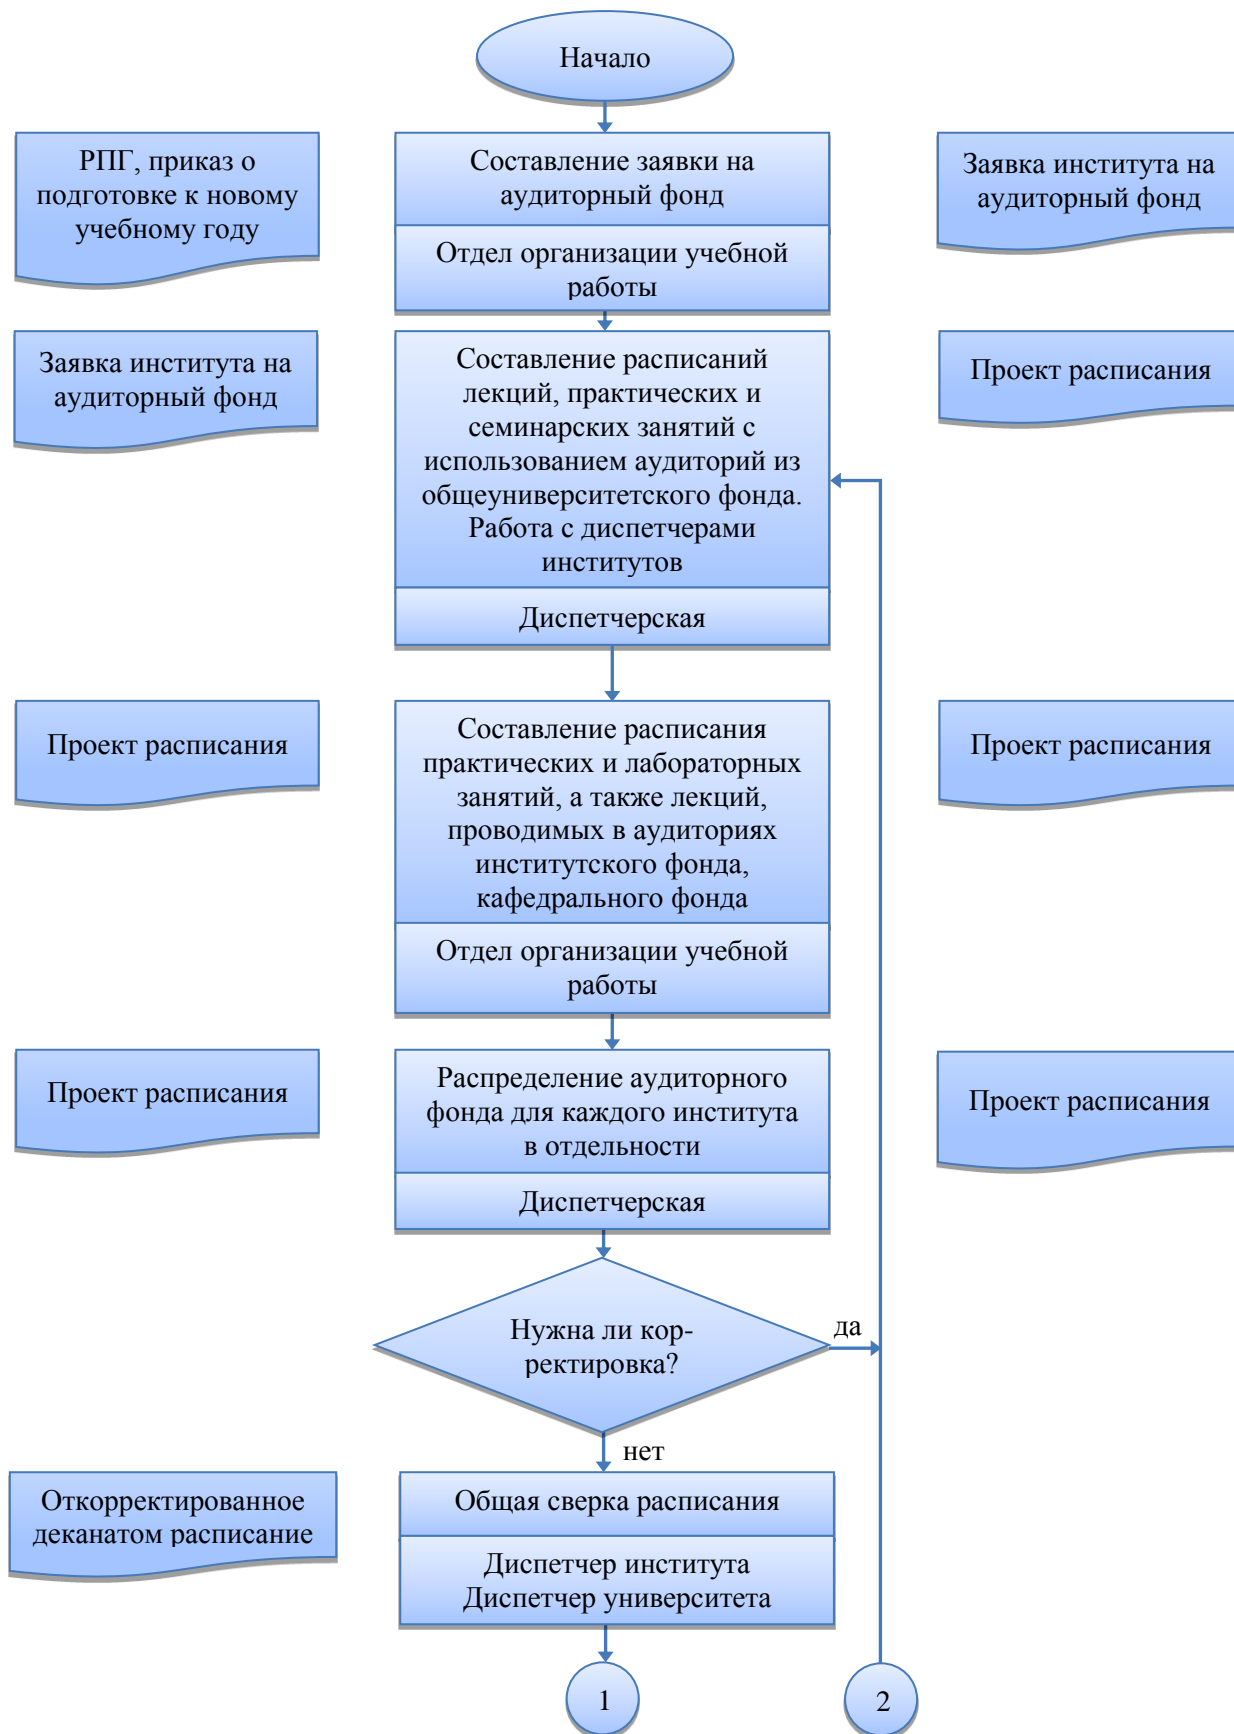 Начало
РПГ, приказ о
подготовке к новому
учебному году
Составление заявки на
аудиторный фонд
Отдел организации учебной
работы
Заявка института на
аудиторный фонд
Заявка института на
аудиторный фонд
Составление расписаний
лекций, практических и
семинарских занятий с
использованием аудиторий из
общеуниверситетского фонда.
Работа с диспетчерами
институтов
Диспетчерская
Проект расписания
Проект расписания
Составление расписания
практических и лабораторных
занятий, а также лекций,
проводимых в аудиториях
институтского фонда,
кафедрального фонда
Отдел организации учебной
работы
Проект расписания
Проект расписания
Распределение аудиторного
фонда для каждого института
в отдельности
Диспетчерская
Проект расписания
Нужна ли кор-
ректировка?
да
нет
Откорректированное
деканатом расписание
Общая сверка расписания
Диспетчер института
Диспетчер университета
1
2